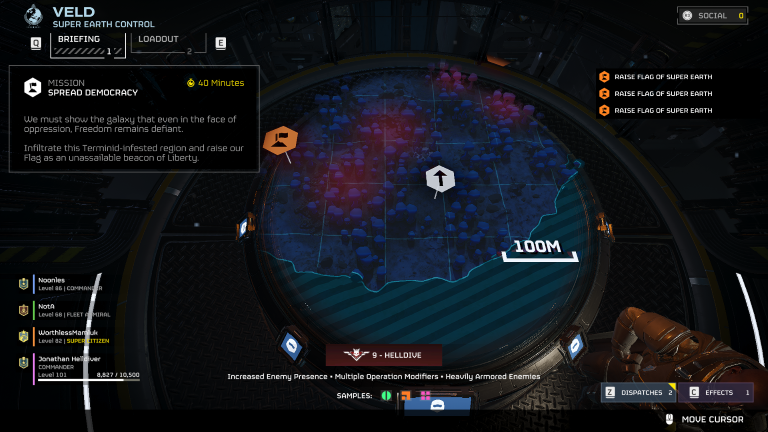 VELD
SUPER EARTH CONTROL
Q
BRIEFING
1
LOADOUT
2
E
SOCIAL 0
MISSION
SPREAD DEMOCRACY
40 Minutes
We must show the galaxy that even in the face of
oppression, Freedom remains defiant.
Infiltrate this Terminid-infested region and raise our
Flag as an unassailable beacon of Liberty.
RAISE FLAG OF SUPER EARTH
RAISE FLAG OF SUPER EARTH
RAISE FLAG OF SUPER EARTH
100M
Noonles
Level 86 | COMMANDER
NotA
Level 68 | FLEET ADMIRAL
Level 82 | SUPER CITIZEN
Jonathan Helldiver
COMMANDER
Level 101 8,827 / 10,500
9 - HELLDIVE
Increased Enemy Presence • Multiple Operation Modifiers • Heavily Armored Enemies
SAMPLES:
Z DISPATCHES 2
C EFFECTS 1
MOVE CURSOR